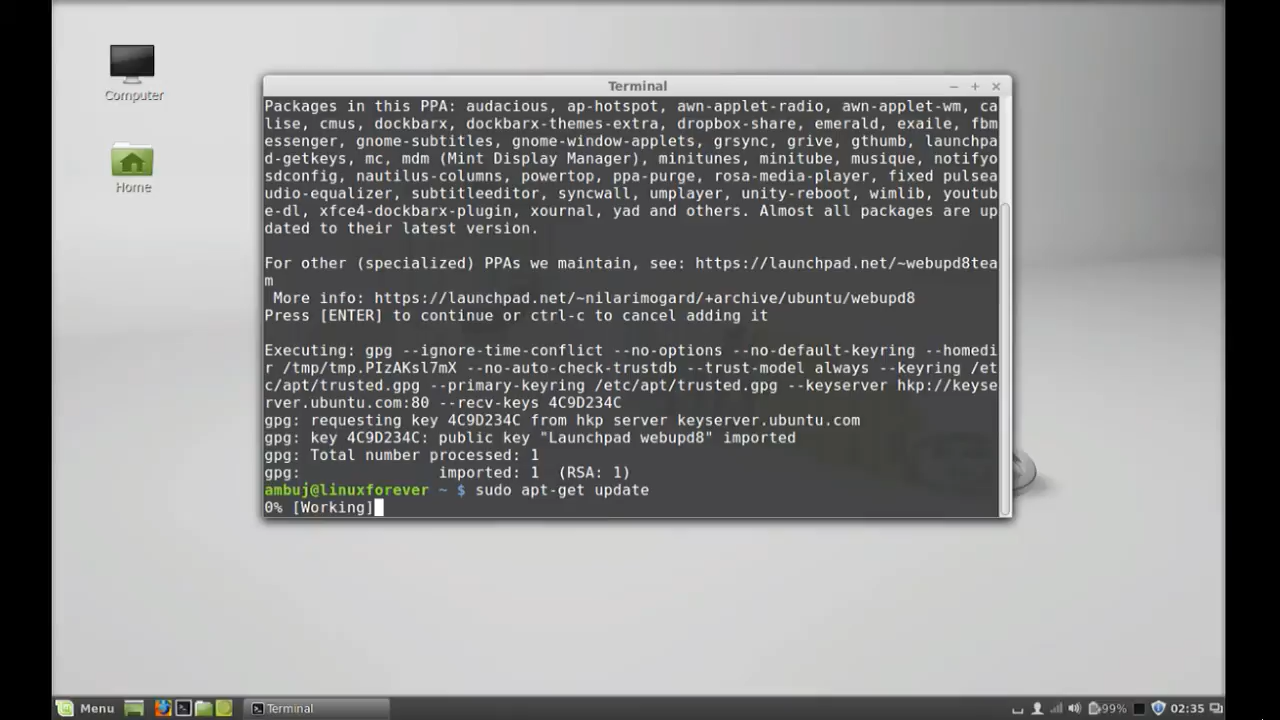 Computer
Home
Terminal
Packages in this PPA: audacious, ap-hotspot, awn-applet-radio, awn-applet-wm, ca
lise, cmus, dockbarx, dockbarx-themes-extra, dropbox-share, emerald, exaile, fbm
essenger, gnome-subtitles, gnome-window-applets, grsync, grive, gthumb, launchpa
d-getkeys, mc, mdm (Mint Display Manager), minitunes, minitube, musique, notifyo
sdconfig, nautilus-columns, powertop, ppa-purge, rosa-media-player, fixed pulsea
udio-equalizer, subtitleeditor, syncwall, umplayer, unity-reboot, wimlib, youtub
e-dl, xfce4-dockbarx-plugin, xournal, yad and others. Almost all packages are up
dated to their latest version.
For other (specialized) PPAs we maintain, see: https://launchpad.net/~webupd8tea
m
More info: https://launchpad.net/~nilarimogard/+archive/ubuntu/webupd8
Press [ENTER] to continue or ctrl-c to cancel adding it
Executing: gpg --ignore-time-conflict --no-options --no-default-keyring --homedi
r /tmp/tmp.PIzAKsl7mX --no-auto-check-trustdb --trust-model always --keyring /et
c/apt/trusted.gpg --primary-keyring /etc/apt/trusted.gpg --keyserver hkp://keyse
rver.ubuntu.com:80 --recv-keys 4C9D234C
gpg: requesting key 4C9D234C from hkp server keyserver.ubuntu.com
gpg: key 4C9D234C: public key "Launchpad webupd8" imported
gpg: Total number processed: 1
gpg: imported: 1 (RSA: 1)
ambuj@linuxforever ~ $ sudo apt-get update
0% [Working]
Menu
Terminal
99%
02:35